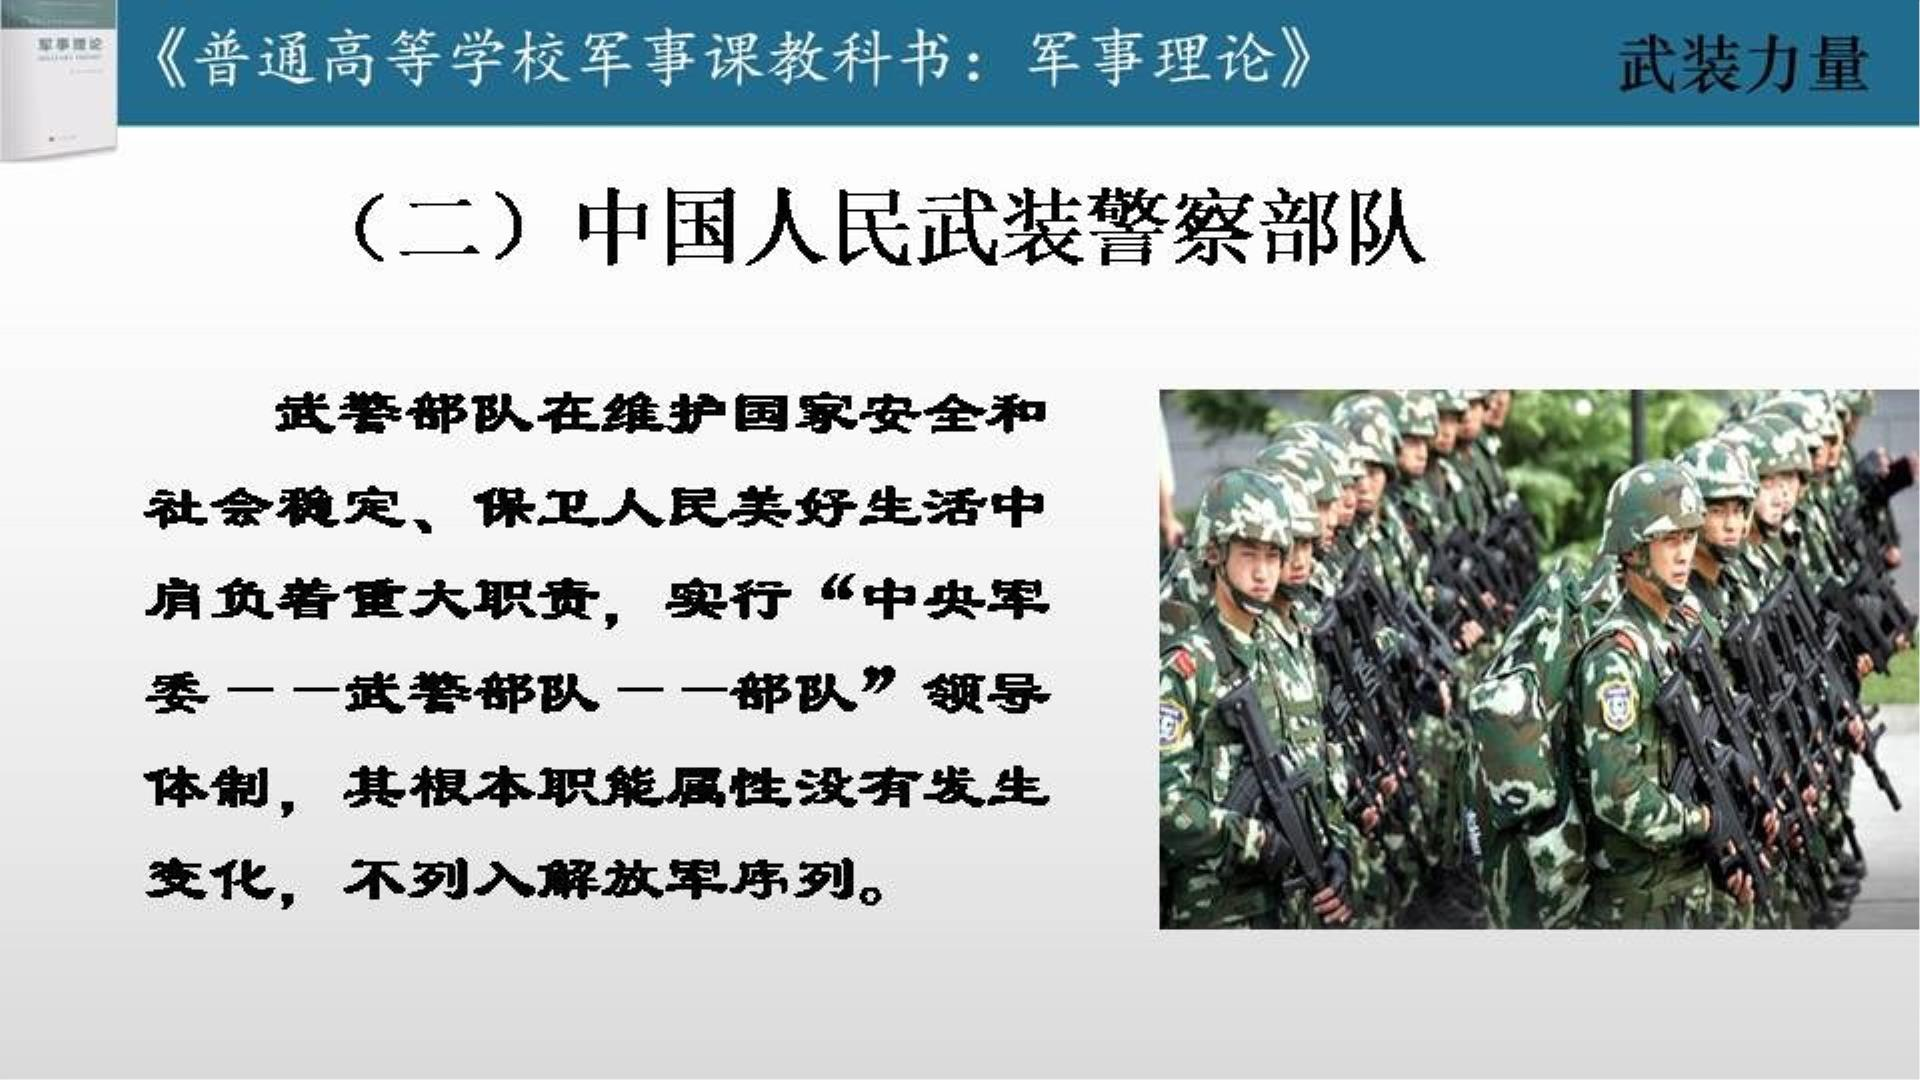 军事理论
《普通高等学校军事课教科书：军事理论》
武装力量
（二）中国人民武装警察部队
武警部队在维护国家安全和
社会稳定、保卫人民美好生活中
肩负着重大职责，实行“中央军
委－－武警部队－－部队”领导
体制，其根本职能属性没有发生
变化，不列入解放军序列。